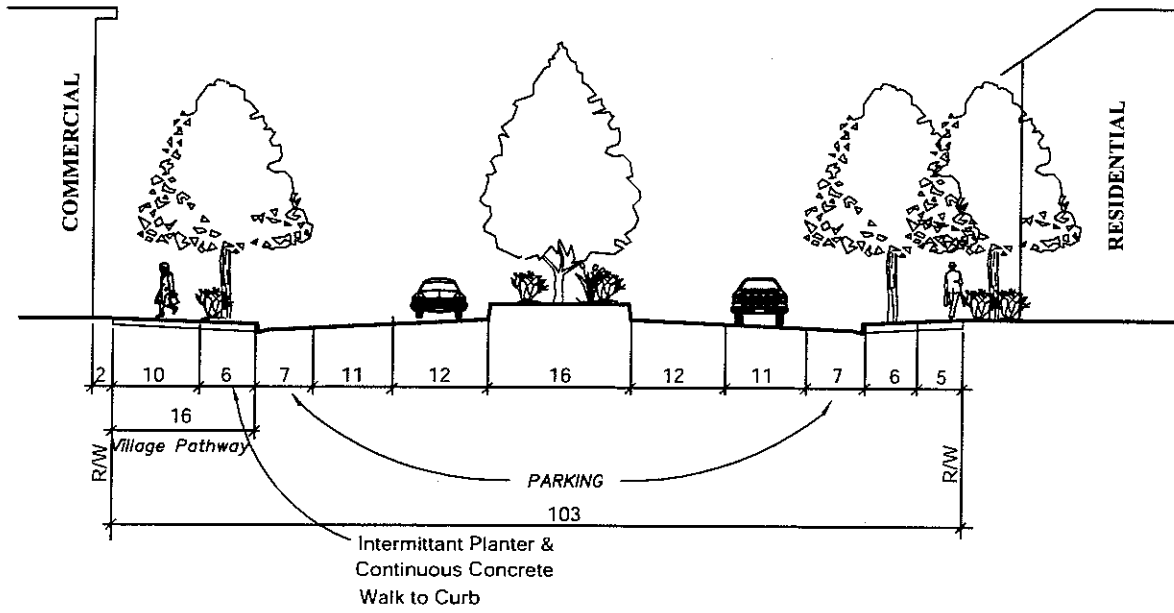 COMMERCIAL
RESIDENTIAL
2 10 6 7 11 12 16 12 11 7 6 5
16
Village Pathway
R/W
R/W
PARKING
103
Intermittant Planter &
Continuous Concrete
Walk to Curb